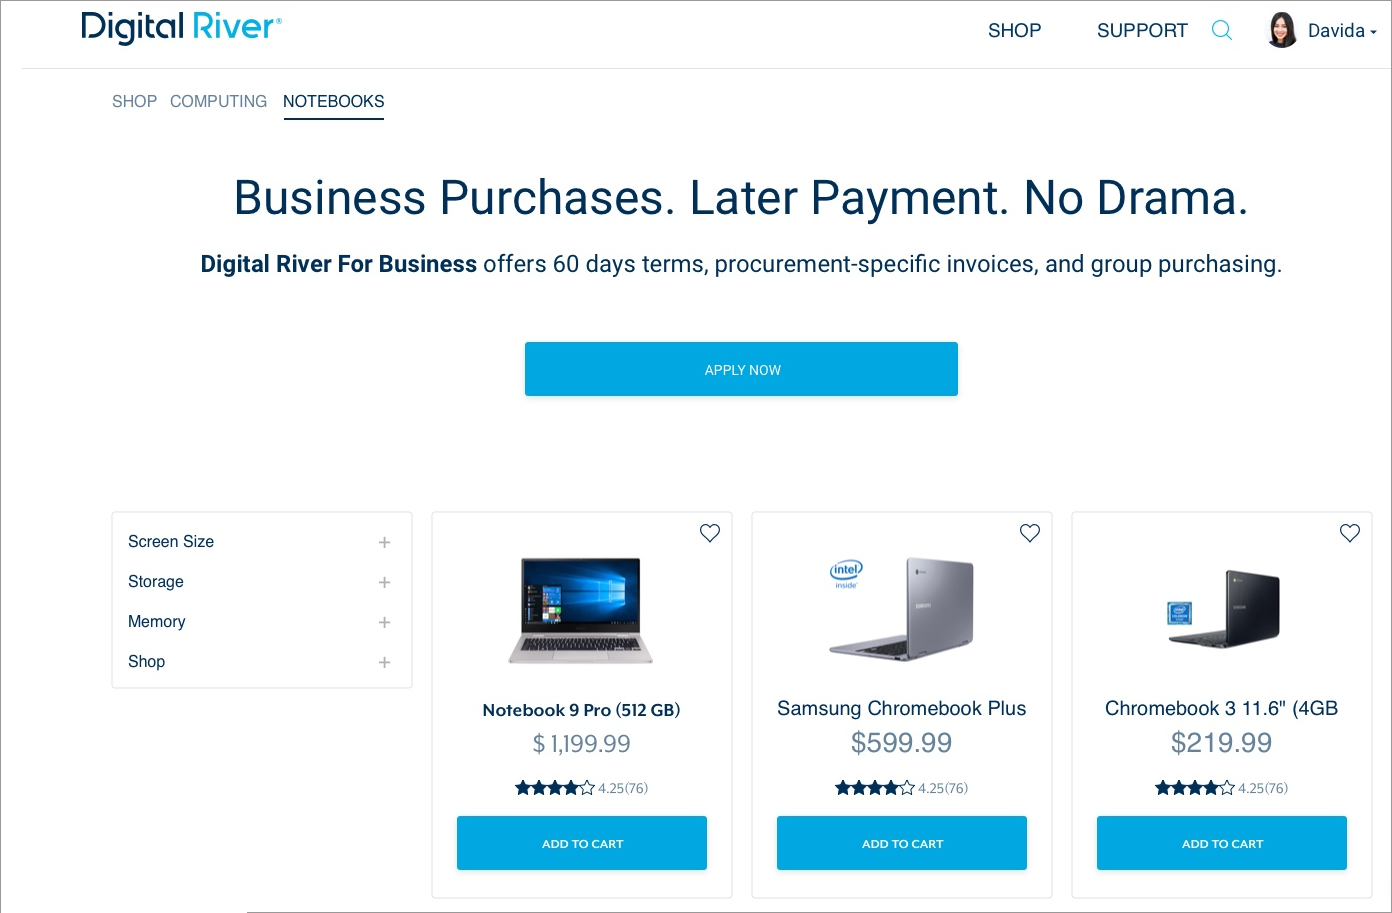 Digital River®
SHOP SUPPORT Davida
SHOP COMPUTING NOTEBOOKS
Business Purchases. Later Payment. No Drama.
Digital River For Business offers 60 days terms, procurement-specific invoices, and group purchasing.
APPLY NOW
Screen Size +
Storage +
Memory +
Shop +
Notebook 9 Pro (512 GB)
$ 1,199.99
4.25(76)
ADD TO CART
intel
inside
SAMSUNG
Samsung Chromebook Plus
$599.99
4.25(76)
ADD TO CART
intel
SAMSUNG
Chromebook 3 11.6" (4GB
$219.99
4.25(76)
ADD TO CART